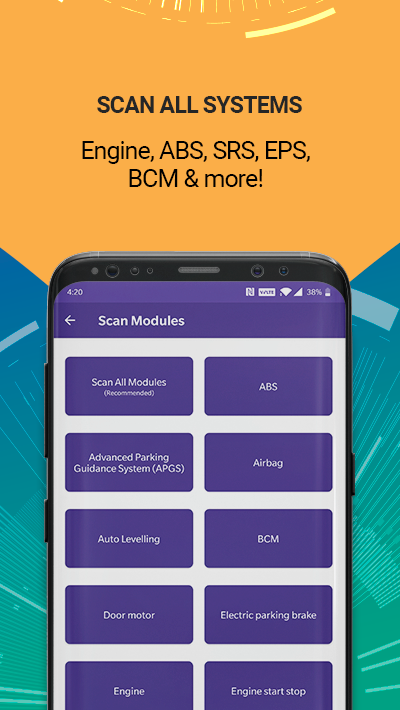 SCAN ALL SYSTEMS
Engine, ABS, SRS, EPS,
BCM & more!
4:20
VoLTE
38%
Scan Modules
Scan All Modules
(Recommended)
ABS
Advanced Parking
Guidance System (APGS)
Airbag
Auto Levelling
BCM
Door motor
Electric parking brake
Engine
Engine start stop